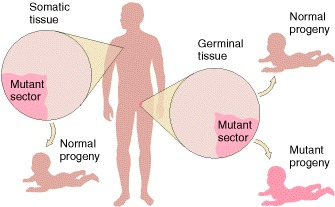 Somatic
tissue
Mutant
sector
Normal
progeny
Germinal
tissue
Mutant
sector
Normal
progeny
Mutant
progeny